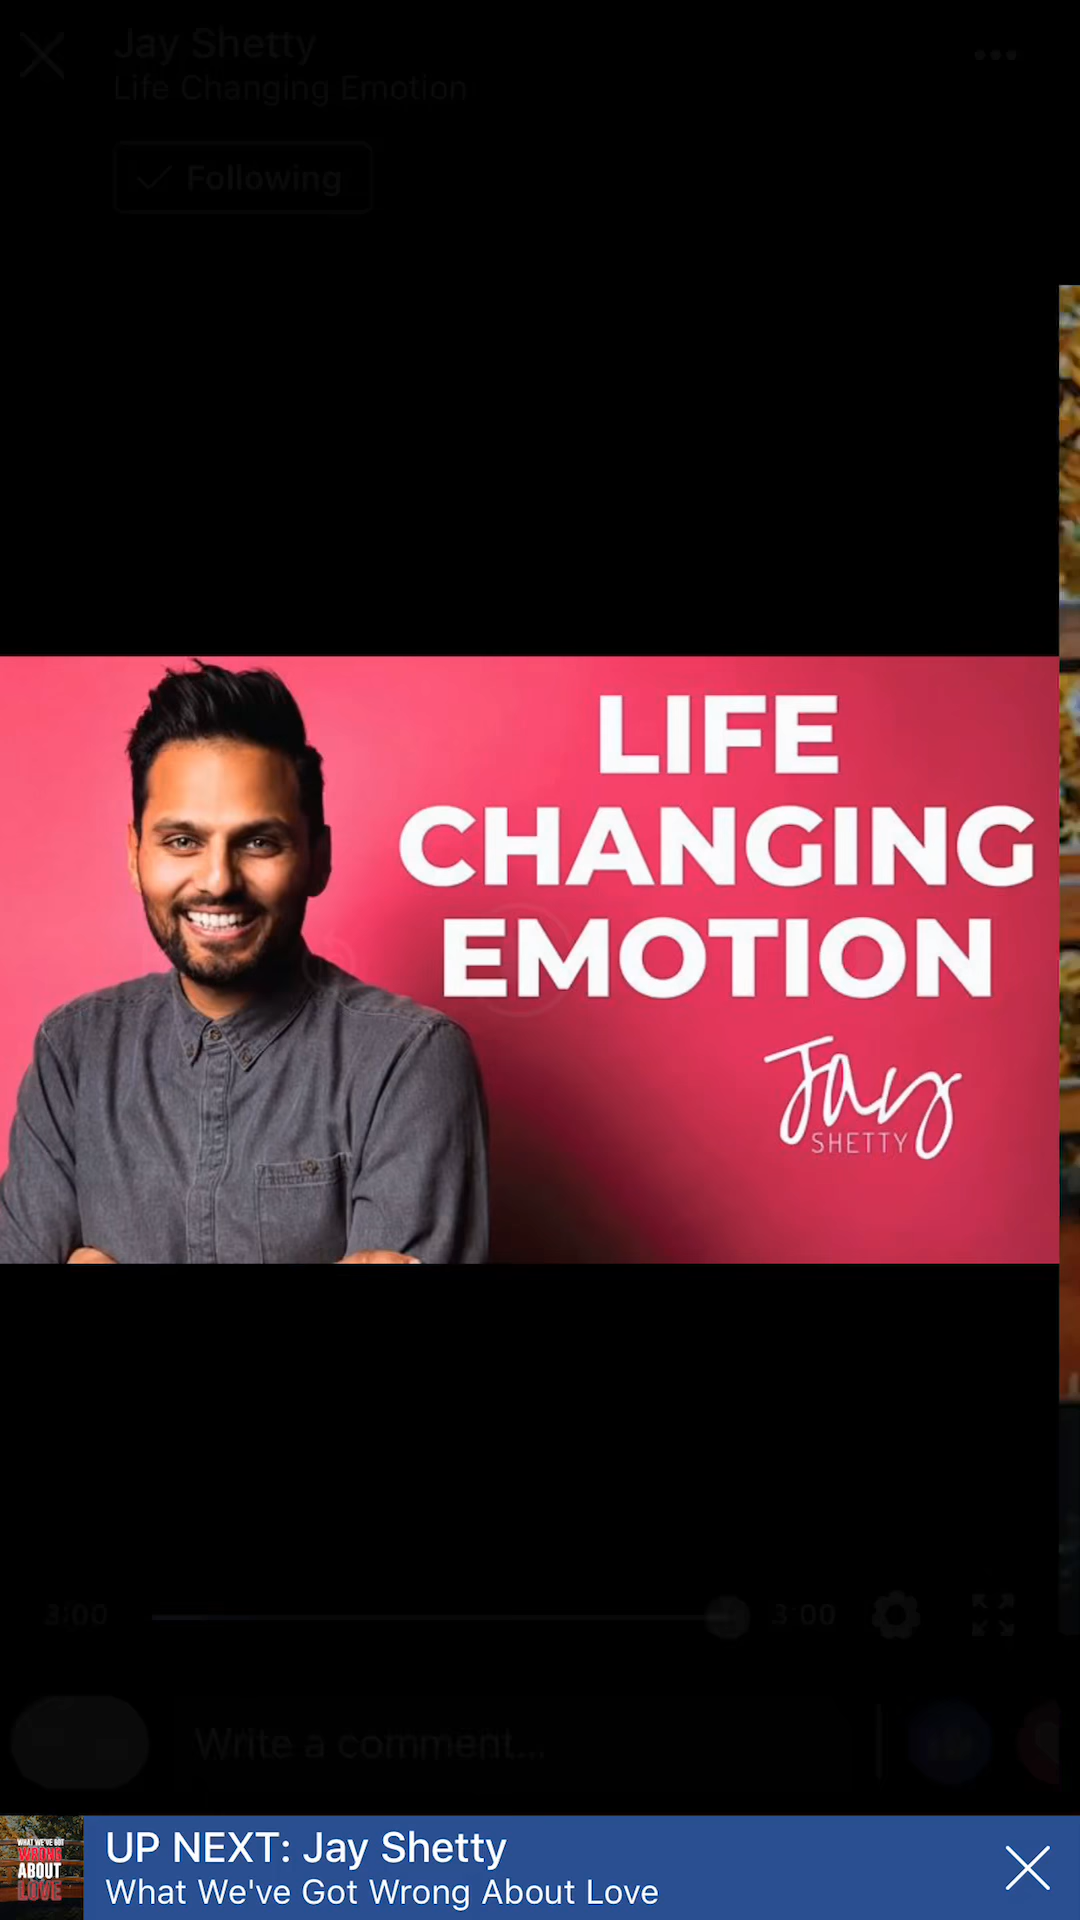 Jay Shetty
Life Changing Emotion
Following
LIFE
CHANGING
EMOTION
Jay
SHETTY
3:00
3:00
Write a comment...
WHAT WE'VE GOT
WRONG
ABOUT
LOVE
UP NEXT: Jay Shetty
What We've Got Wrong About Love